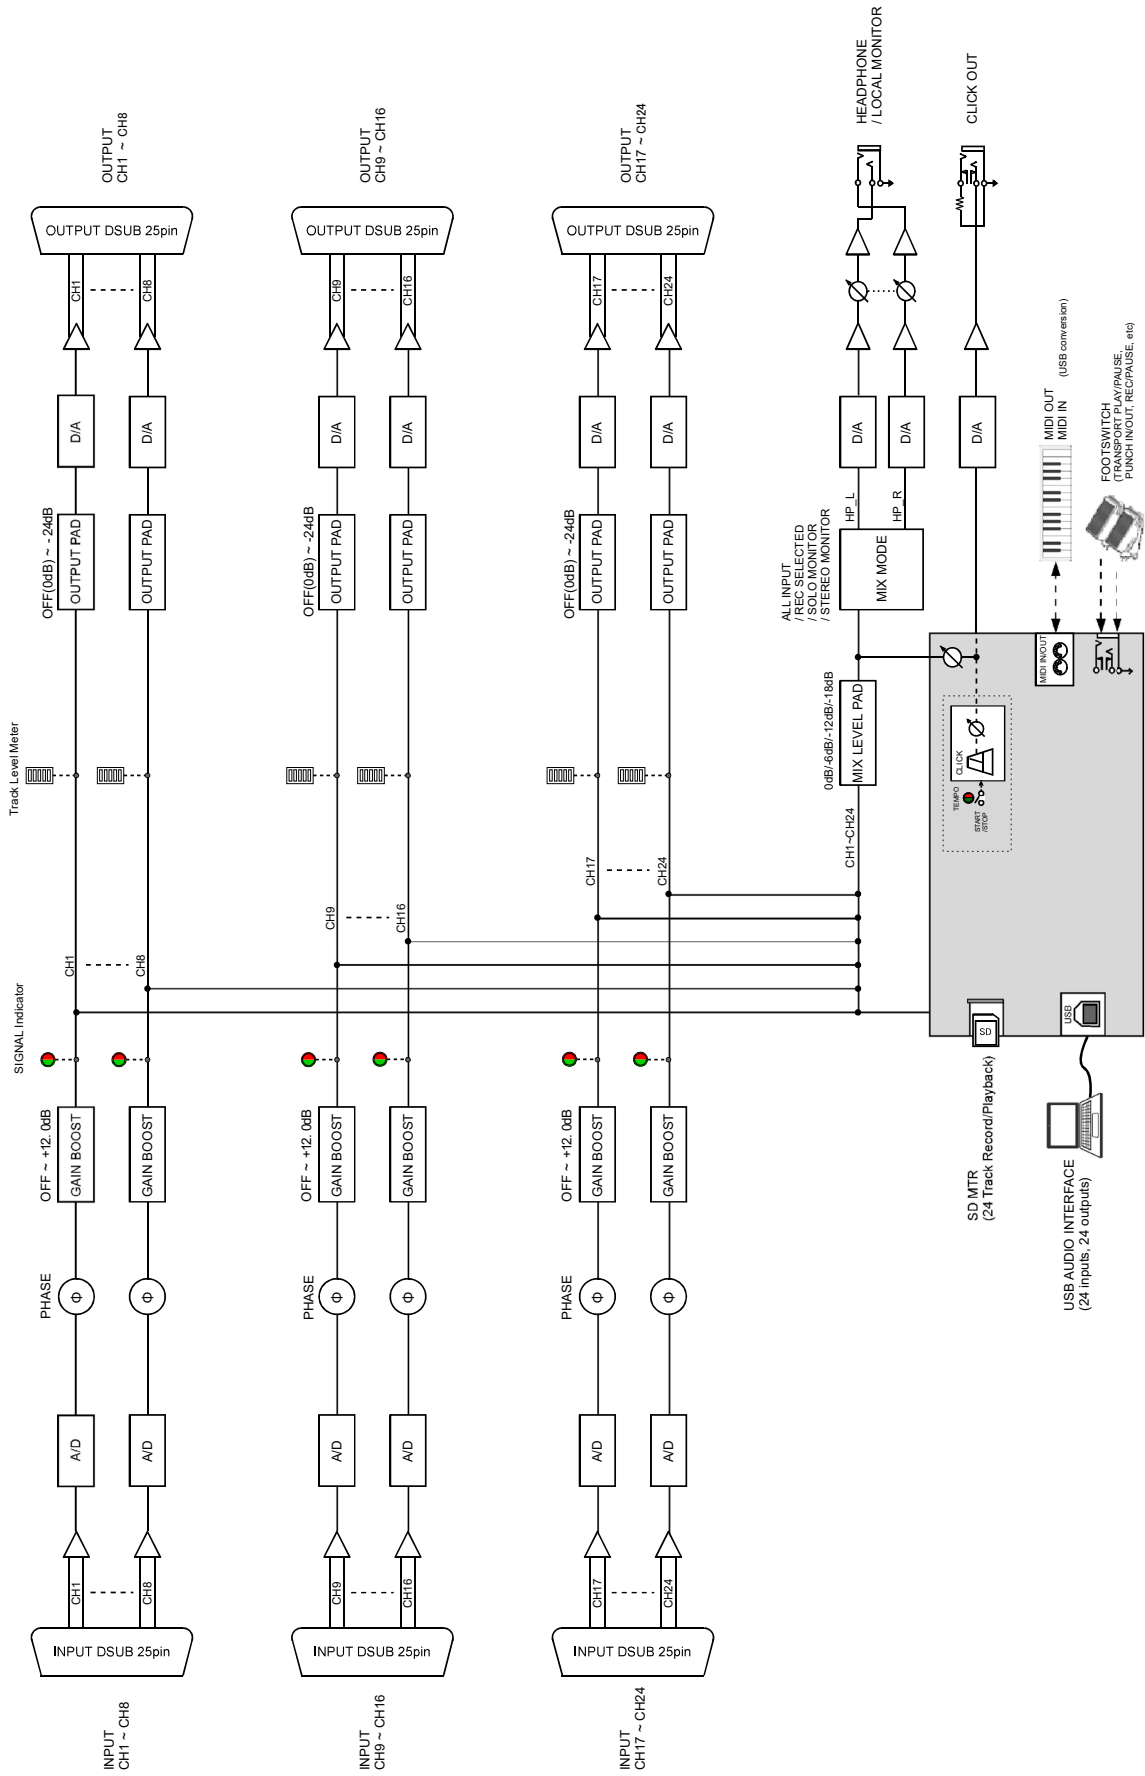 INPUT
CH1 ~ CH8
INPUT DSUB 25pin
CH1
CH8
A/D
A/D
PHASE
Φ
Φ
OFF ~ +12. 0dB
GAIN BOOST
GAIN BOOST
SIGNAL Indicator
CH1
CH8
Track Level Meter
OFF(0dB) ~ - 24dB
OUTPUT PAD
OUTPUT PAD
D/A
D/A
CH1
CH8
OUTPUT DSUB 25pin
OUTPUT
CH1 ~ CH8
INPUT
CH9 ~ CH16
INPUT DSUB 25pin
CH9
CH16
A/D
A/D
PHASE
Φ
Φ
OFF ~ +12. 0dB
GAIN BOOST
GAIN BOOST
CH9
CH16
OFF(0dB) ~ -24dB
OUTPUT PAD
OUTPUT PAD
D/A
D/A
CH9
CH16
OUTPUT DSUB 25pin
OUTPUT
CH9 ~ CH16
INPUT
CH17 ~ CH24
INPUT DSUB 25pin
CH17
CH24
A/D
A/D
PHASE
Φ
Φ
OFF ~ +12. 0dB
GAIN BOOST
GAIN BOOST
CH17
CH24
OFF(0dB) ~ -24dB
OUTPUT PAD
OUTPUT PAD
D/A
D/A
CH17
CH24
OUTPUT DSUB 25pin
OUTPUT
CH17 ~ CH24
CH1~CH24
0dB/-6dB/-12dB/-18dB
MIX LEVEL PAD
ALL INPUT
/ REC SELECTED
/ SOLO MONITOR
/ STEREO MONITOR
MIX MODE
HP_L
HP_R
D/A
D/A
HEADPHONE
/ LOCAL MONITOR
D/A
CLICK OUT
SD MTR
(24 Track Record/Playback)
SD
USB AUDIO INTERFACE
(24 inputs, 24 outputs)
USB
TEMPO
START
/STOP
CLICK
MIDI IN/OUT
MIDI OUT
MIDI IN
(USB conversion)
FOOTSWITCH
(TRANSPORT PLAY/PAUSE,
PUNCH IN/OUT, REC/PAUSE, etc)